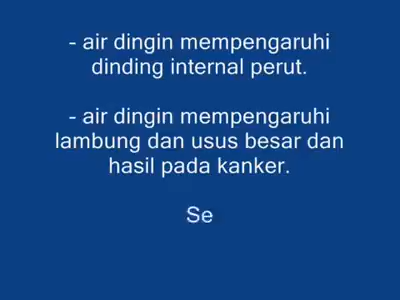 - air dingin mempengaruhi
dinding internal perut.
- air dingin mempengaruhi
lambung dan usus besar dan
hasil pada kanker.
Se